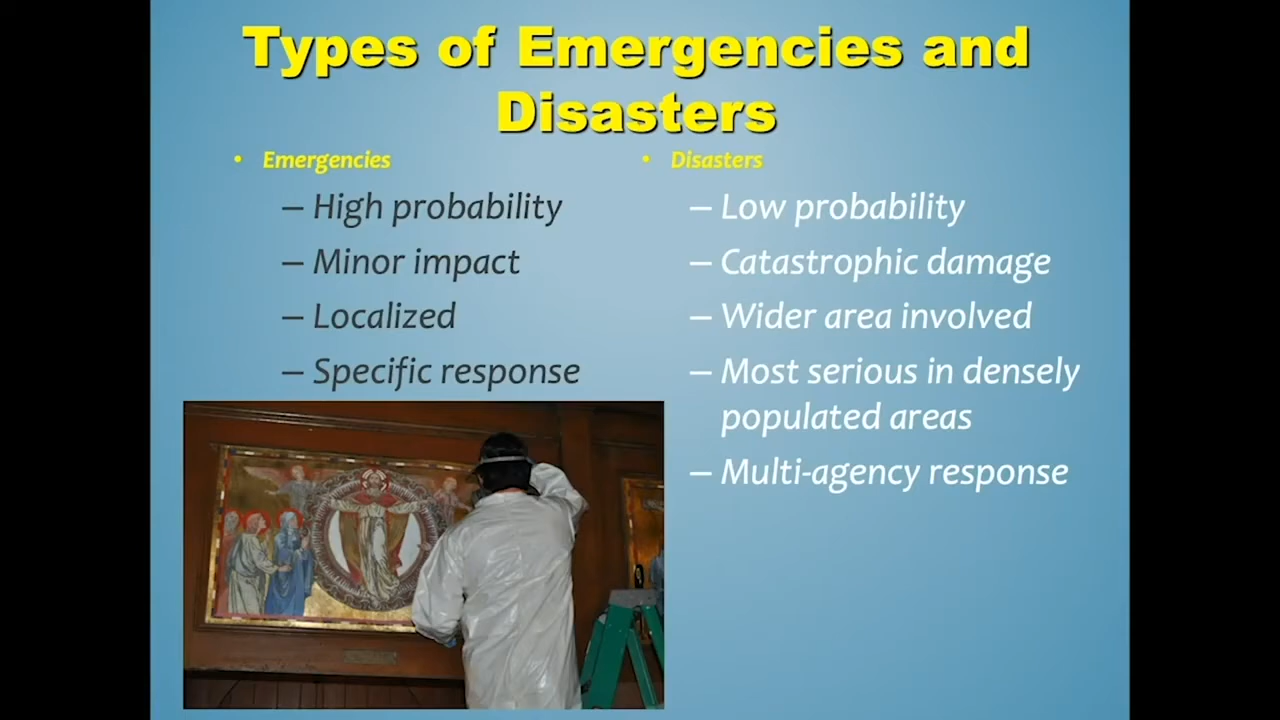 Types of Emergencies and
Disasters
• Emergencies
– High probability
– Minor impact
– Localized
– Specific response
• Disasters
– Low probability
– Catastrophic damage
– Wider area involved
– Most serious in densely
populated areas
– Multi-agency response